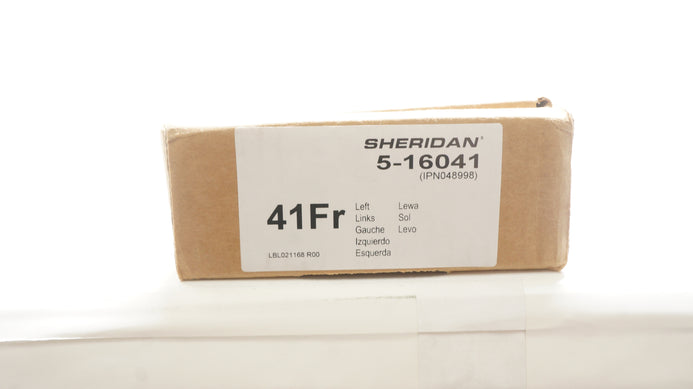 SHERIDAN®
5-16041
(IPN048998)
41Fr
Left
Links
Gauche
Izquierdo
Esquerda
Lewa
Sol
Levo
LBL021168 R00